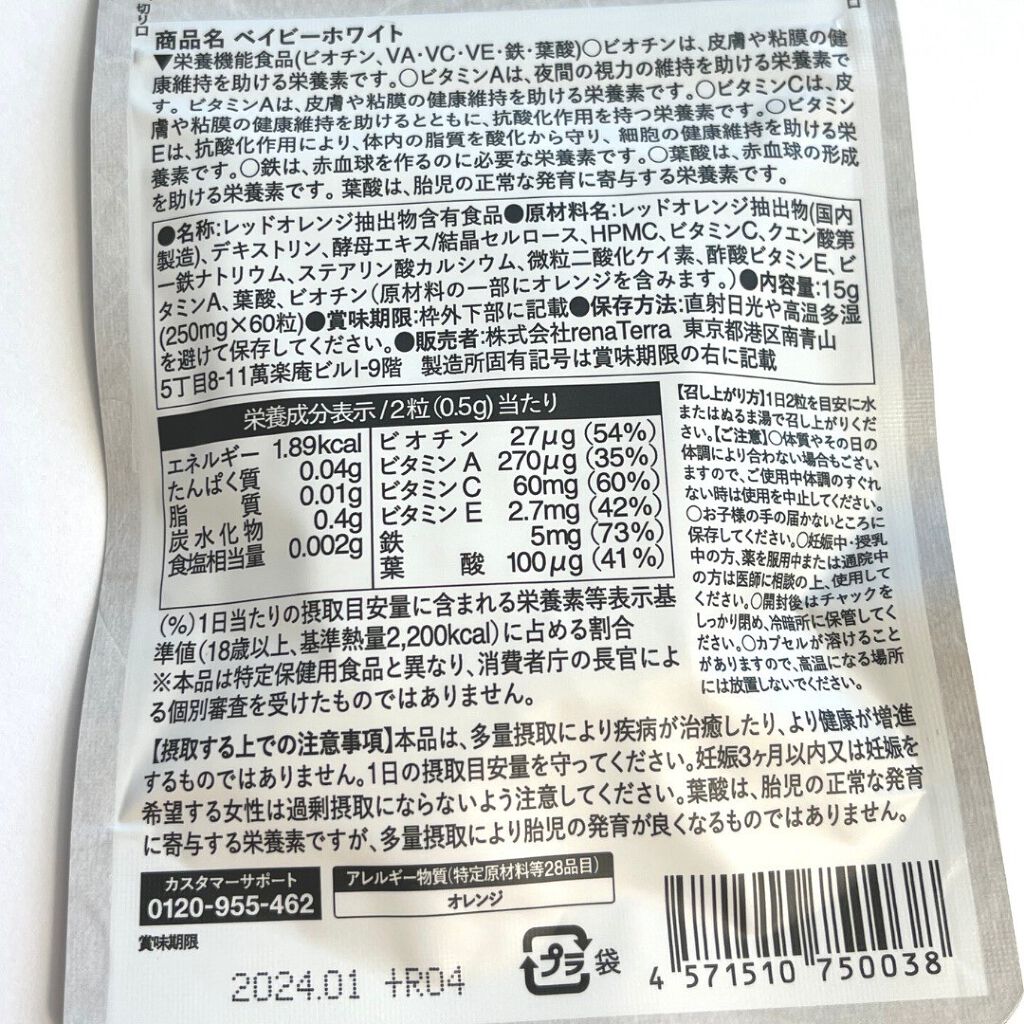 切り口
口
商品名 ベイビーホワイト
▼栄養機能食品(ビオチン、VA・VC・VE・鉄・葉酸)○ビオチンは、皮膚や粘膜の健
康維持を助ける栄養素です。○ビタミンAは、夜間の視力の維持を助ける栄養素で
す。ビタミンAは、皮膚や粘膜の健康維持を助ける栄養素です。○ビタミンCは、皮
膚や粘膜の健康維持を助けるとともに、抗酸化作用を持つ栄養素です。○ビタミン
Eは、抗酸化作用により、体内の脂質を酸化から守り、細胞の健康維持を助ける栄
養素です。○鉄は、赤血球を作るのに必要な栄養素です。○葉酸は、赤血球の形成
を助ける栄養素です。葉酸は、胎児の正常な発育に寄与する栄養素です。
●名称:レッドオレンジ抽出物含有食品●原材料名:レッドオレンジ抽出物(国内
製造)、デキストリン、酵母エキス/結晶セルロース、HPMC、ビタミンC、クエン酸第
一鉄ナトリウム、ステアリン酸カルシウム、微粒二酸化ケイ素、酢酸ビタミンE、ビ
タミンA、葉酸、ビオチン(原材料の一部にオレンジを含みます。)●内容量:15g
(250mg×60粒)●賞味期限:枠外下部に記載●保存方法:直射日光や高温多湿
を避けて保存してください。●販売者:株式会社renaTerra 東京都港区南青山
5丁目8-11萬楽庵ビルI-9階 製造所固有記号は賞味期限の右に記載
栄養成分表示/2粒(0.5g)当たり
エネルギー 1.89kcal
たんぱく質 0.04g
脂質 0.01g
炭水化物 0.4g
食塩相当量 0.002g
ビオチン 27μg (54%)
ビタミンA 270μg (35%)
ビタミンC 60mg (60%)
ビタミンE 2.7mg (42%)
鉄 5mg (73%)
葉酸 100μg (41%)
(%)1日当たりの摂取目安量に含まれる栄養素等表示基
準値(18歳以上、基準熱量2,200kcal)に占める割合
※本品は特定保健用食品と異なり、消費者庁の長官によ
る個別審査を受けたものではありません。
【召し上がり方】1日2粒を目安に水
またはぬるま湯で召し上がりくだ
さい。【ご注意】○体質やその日の
体調により合わない場合もござい
ますので、ご使用中体調のすぐれ
ない時は使用を中止してください。
○お子様の手の届かないところに
保存してください。○妊娠中・授乳
中の方、薬を服用中または通院中
の方は医師に相談の上、使用して
ください。○開封後はチャックを
しっかり閉め、冷暗所に保管してく
ださい。○カプセルが溶けること
がありますので、高温になる場所
には放置しないでください。
【摂取する上での注意事項】本品は、多量摂取により疾病が治癒したり、より健康が増進
するものではありません。1日の摂取目安量を守ってください。妊娠3ヶ月以内又は妊娠を
希望する女性は過剰摂取にならないよう注意してください。葉酸は、胎児の正常な発育
に寄与する栄養素ですが、多量摂取により胎児の発育が良くなるものではありません。
カスタマーサポート
0120-955-462
アレルギー物質(特定原材料等28品目)
オレンジ
賞味期限
2024.01 +R04
プラ
袋
4 571510 750038